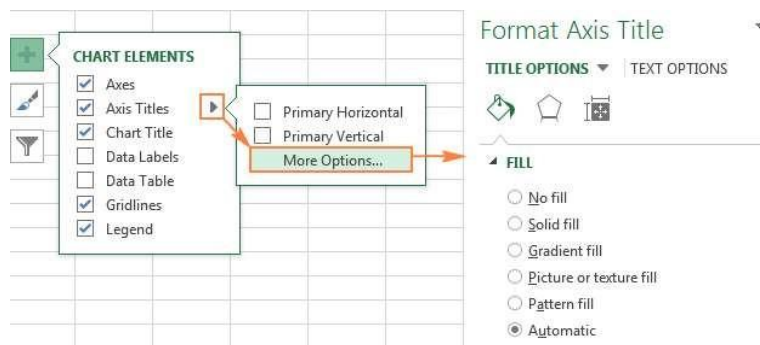 CHART ELEMENTS
Axes
Axis Titles
Chart Title
Data Labels
Data Table
Gridlines
Legend
Primary Horizontal
Primary Vertical
More Options...
Format Axis Title
TITLE OPTIONS TEXT OPTIONS
FILL
No fill
Solid fill
Gradient fill
Picture or texture fill
Pattern fill
Automatic